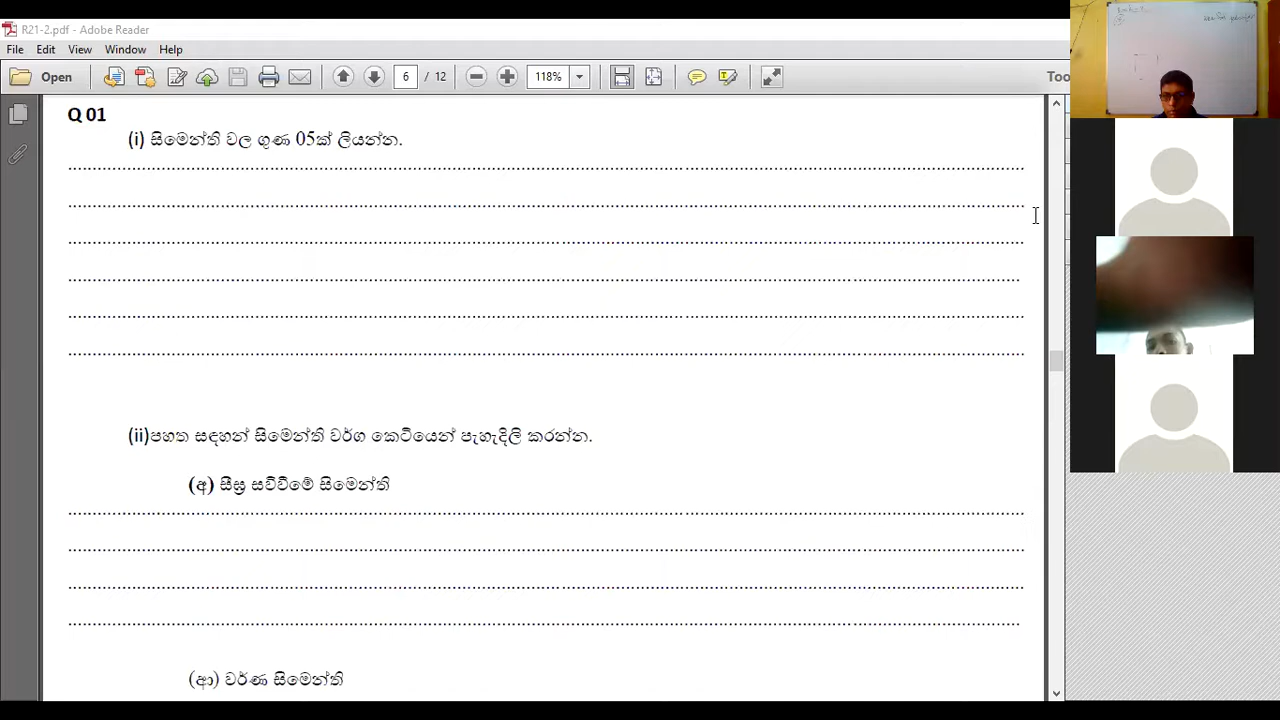 R21-2.pdf - Adobe Reader
File Edit View Window Help
Open 6 / 12 118% Too
Q 01
(i) සිමෙන්ති වල ගුණ 05ක් ලියන්න.
(ii)පහත සඳහන් සිමෙන්ති වර්ග කෙටියෙන් පැහැදිලි කරන්න.
(අ) සීඝ්‍ර සවිවීමේ සිමෙන්ති
(ආ) වර්ණ සිමෙන්ති